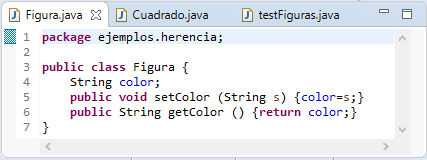 Figura.java Cuadrado.java testFiguras.java
1 package ejemplos.herencia;
2
3 public class Figura {
4     String color;
5     public void setColor (String s) {color=s;}
6     public String getColor () {return color;}
7 }